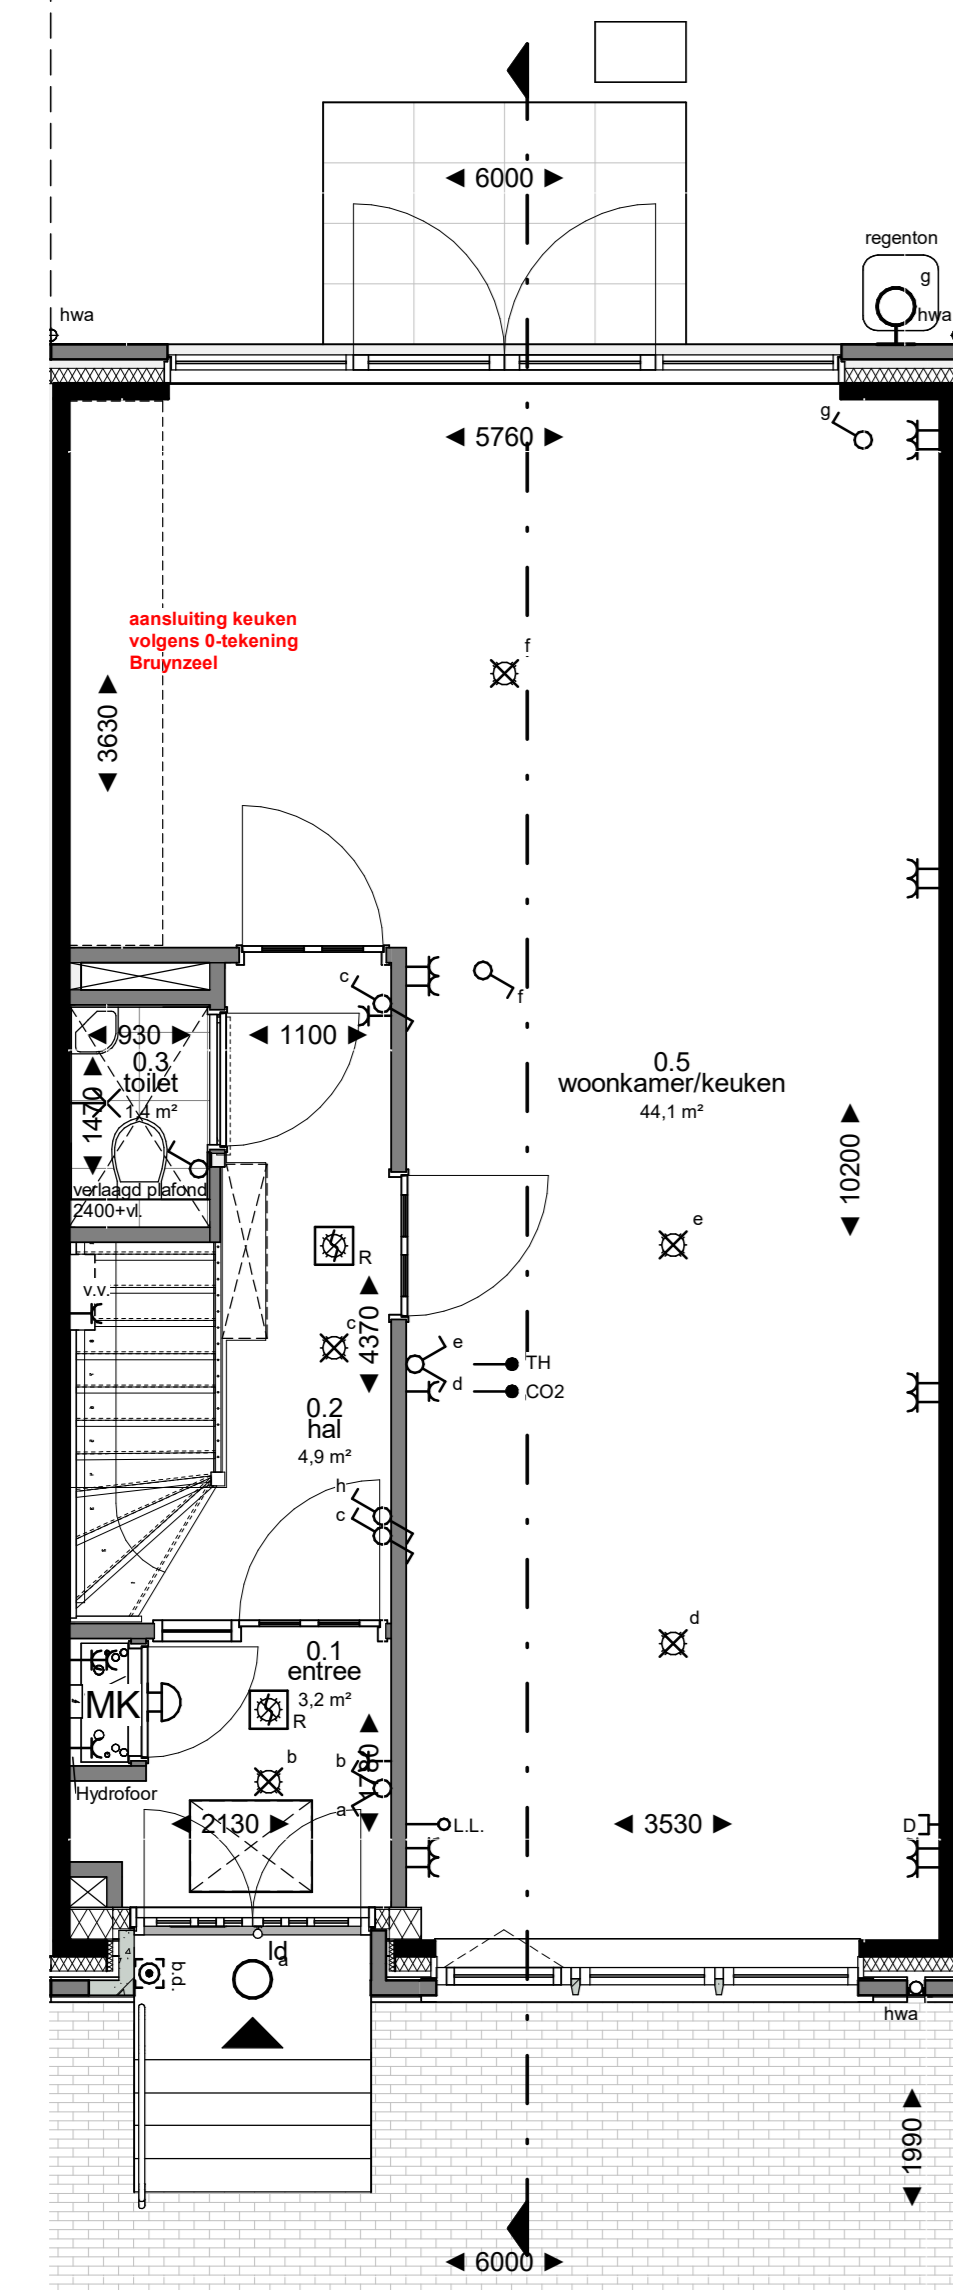 6000
regenton
g
hwa
hwa
g
5760
aansluiting keuken
volgens 0-tekening
Bruynzeel
f
3630
c
f
930
1100
0.3
toilet
1,4 m²
1470
0.5
woonkamer/keuken
44,1 m²
10200
verlaagd plafond
2400+vl.
e
R
v.v.
c
4370
e
TH
d
CO2
0.2
hal
4,9 m²
h
c
d
0.1
entree
3,2 m²
MK
R
b
b
Hydrofoor
a
2130
L.L.
3530
D
ld
a
b.d.
hwa
1990
6000